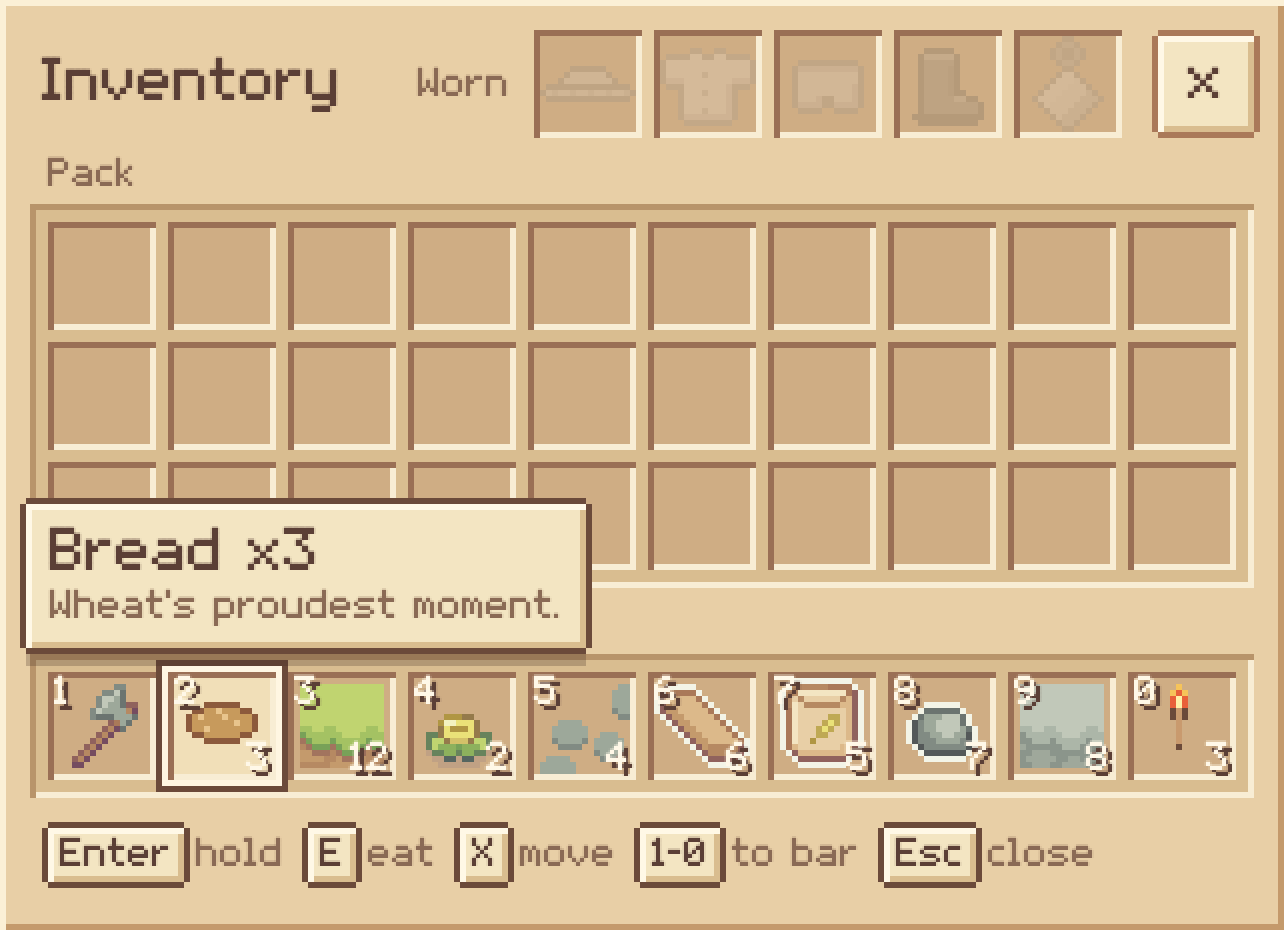 Inventory
Worn
X
Pack
Bread x3
Wheat's proudest moment.
1 2 3 4 5 6 7 8 9 0
3 12 2 4 6 5 7 8 3
Enter hold E eat X move 1-0 to bar Esc close